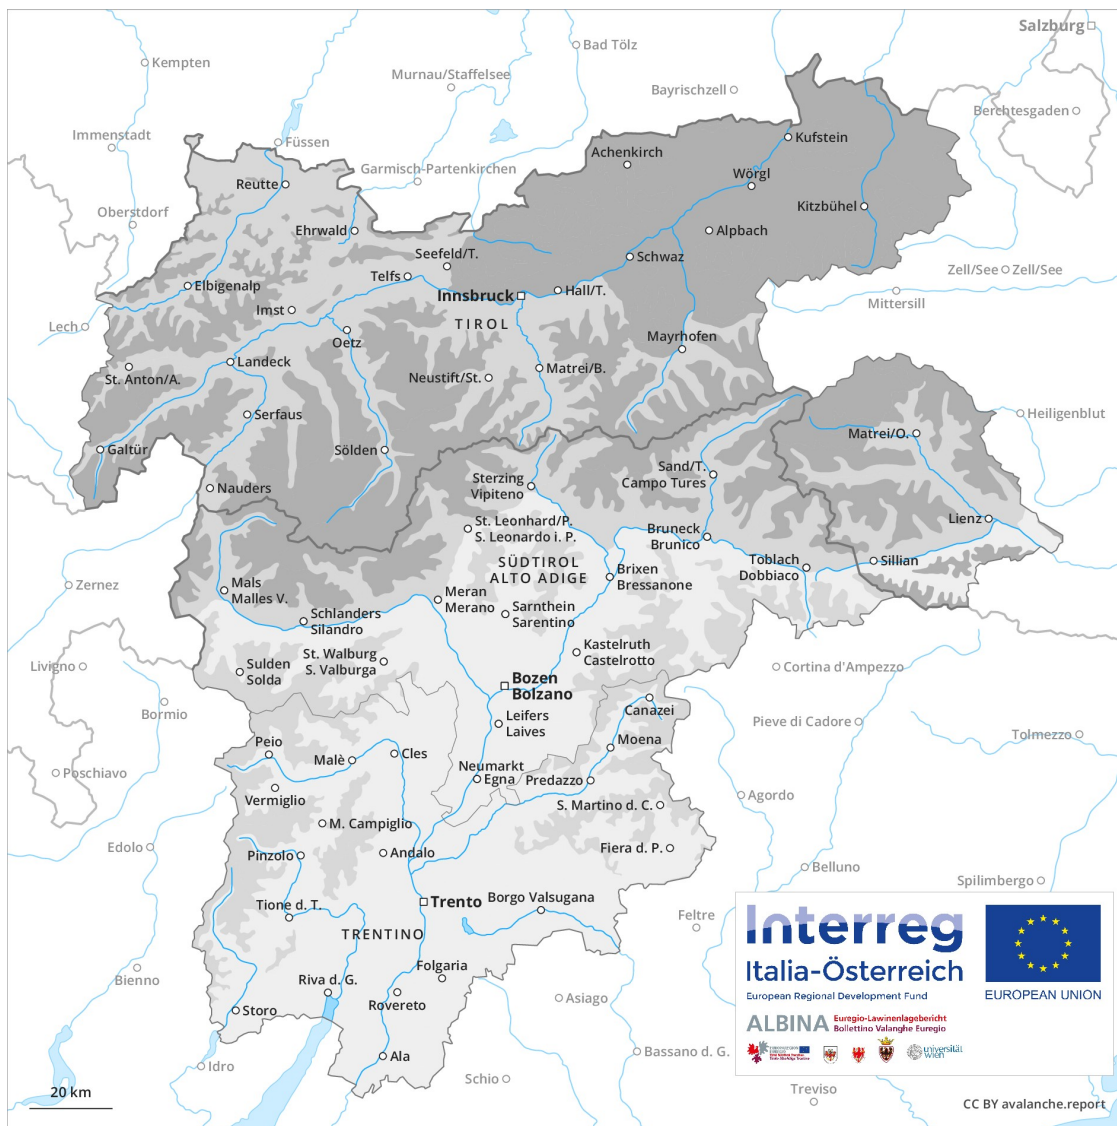 Salzburg
Bad Tölz
Kempten
Murnau/Staffelsee
Bayrischzell
Berchtesgaden
Immenstadt
Füssen
Kufstein
Achenkirch
Garmisch-Partenkirchen
Wörgl
Reutte
Kitzbühel
Oberstdorf
Ehrwald
Alpbach
Seefeld/T.
Schwaz
Telfs
Zell/See
Zell/See
Elbigenalp
Innsbruck
Hall/T.
Mittersill
Imst
TIROL
Lech
Oetz
Mayrhofen
Landeck
Matrei/B.
St. Anton/A.
Neustift/St.
Serfaus
Heiligenblut
Matrei/O.
Galtür
Sölden
Sand/T.
Campo Tures
Sterzing
Vipiteno
Nauders
St. Leonhard/P.
S. Leonardo i. P.
Lienz
Bruneck
Brunico
SÜDTIROL
ALTO ADIGE
Toblach
Dobbiaco
Sillian
Brixen
Bressanone
Zernez
Mals
Malles V.
Meran
Merano
Schlanders
Silandro
Sarnthein
Sarentino
Kastelruth
Castelrotto
St. Walburg
S. Valburga
Livigno
Sulden
Solda
Cortina d'Ampezzo
Bozen
Bolzano
Bormio
Canazei
Leifers
Laives
Pieve di Cadore
Tolmezzo
Moena
Peio
Cles
Malè
Poschiavo
Neumarkt
Egna
Predazzo
Vermiglio
Agordo
S. Martino d. C.
M. Campiglio
Edolo
Pinzolo
Andalo
Fiera d. P.
Belluno
Spilimbergo
Trento
Borgo Valsugana
Tione d. T.
Feltre
TRENTINO
Interreg
Italia-Österreich
European Regional Development Fund
EUROPEAN UNION
Folgaria
Bienno
Riva d. G.
Rovereto
Asiago
Storo
ALBINA
Euregio-Lawinenlagebericht
Bollettino Valanghe Euregio
universität
wien
Ala
Bassano d. G.
Idro
Schio
Treviso
20 km
CC BY avalanche.report